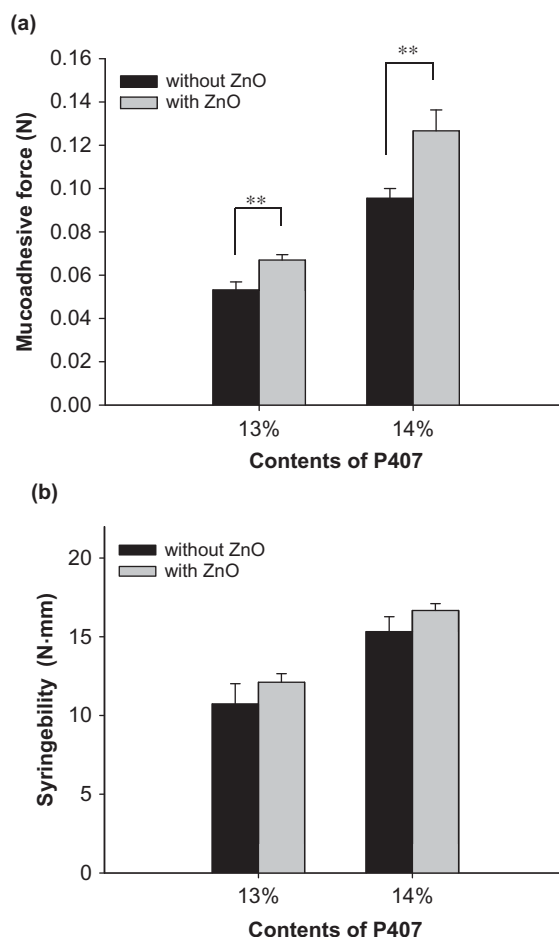 (a)
0.16
0.14
0.12
0.10
0.08
0.06
0.04
0.02
0.00
Mucoadhesive force (N)
without ZnO
with ZnO
**
**
13%
14%
Contents of P407
(b)
20
15
10
5
0
Syringebility (N·mm)
without ZnO
with ZnO
13%
14%
Contents of P407